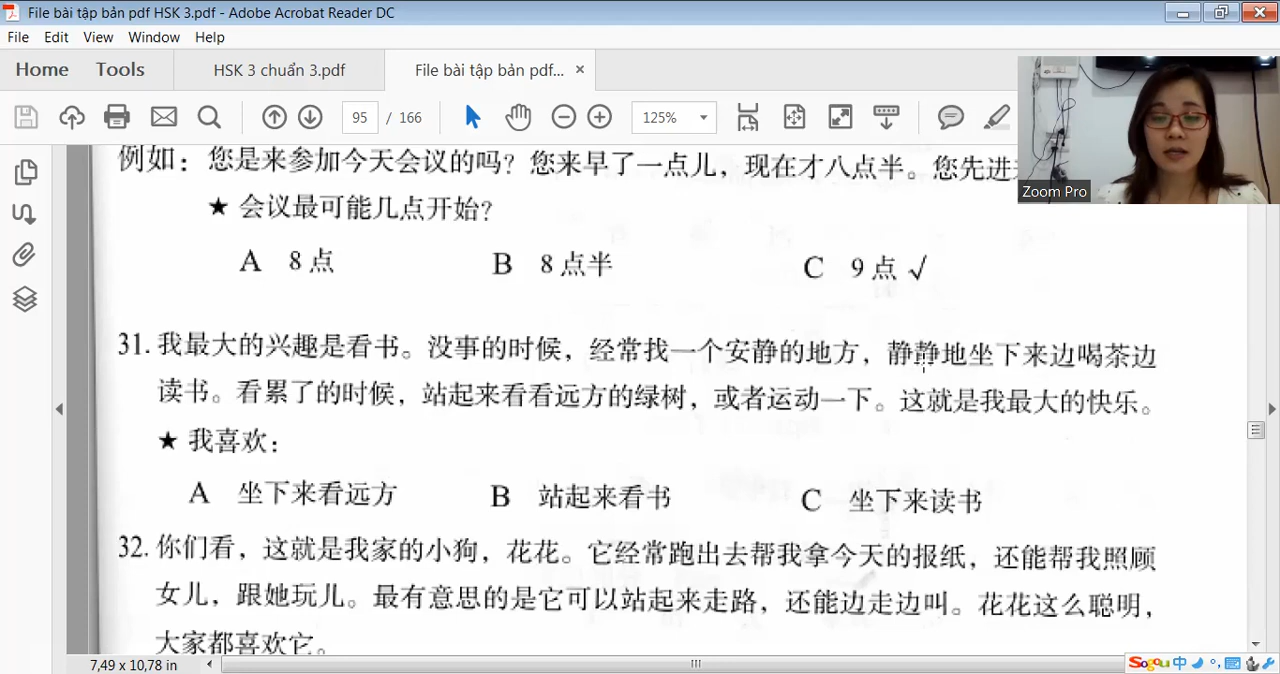 File bài tập bản pdf HSK 3.pdf - Adobe Acrobat Reader DC
File Edit View Window Help
Home Tools HSK 3 chuẩn 3.pdf File bài tập bản pdf... ×
95 / 166 125%
例如：您是来参加今天会议的吗？您来早了一点儿，现在才八点半。您先进
★ 会议最可能几点开始？
A 8点 B 8点半 C 9点 √
31. 我最大的兴趣是看书。没事的时候，经常找一个安静的地方，静静地坐下来边喝茶边
读书。看累了的时候，站起来看看远方的绿树，或者运动一下。这就是我最大的快乐。
★ 我喜欢：
A 坐下来看远方 B 站起来看书 C 坐下来读书
32. 你们看，这就是我家的小狗，花花。它经常跑出去帮我拿今天的报纸，还能帮我照顾
女儿，跟她玩儿。最有意思的是它可以站起来走路，还能边走边叫。花花这么聪明，
大家都喜欢它。
Zoom Pro
7,49 x 10,78 in
Sogou 中